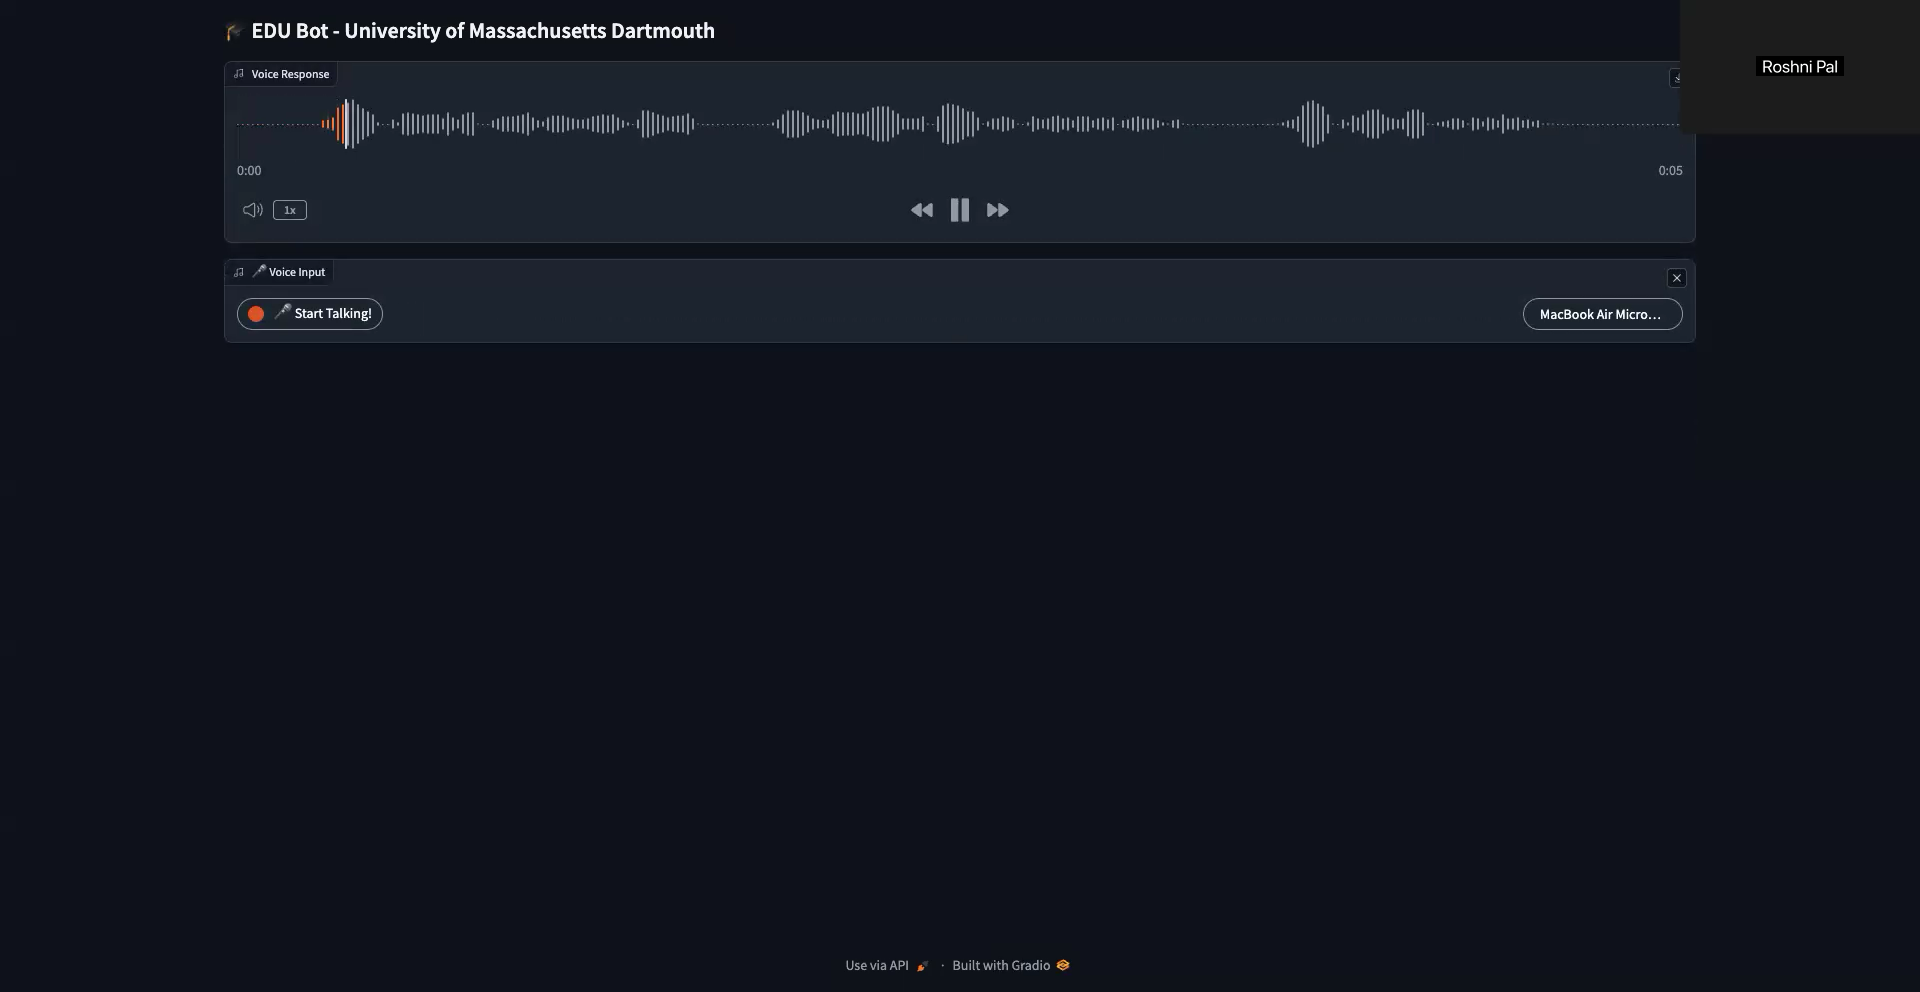 EDU Bot - University of Massachusetts Dartmouth
Voice Response
Roshni Pal
0:00
0:05
1x
Voice Input
Start Talking!
MacBook Air Micro...
Use via API
·
Built with Gradio